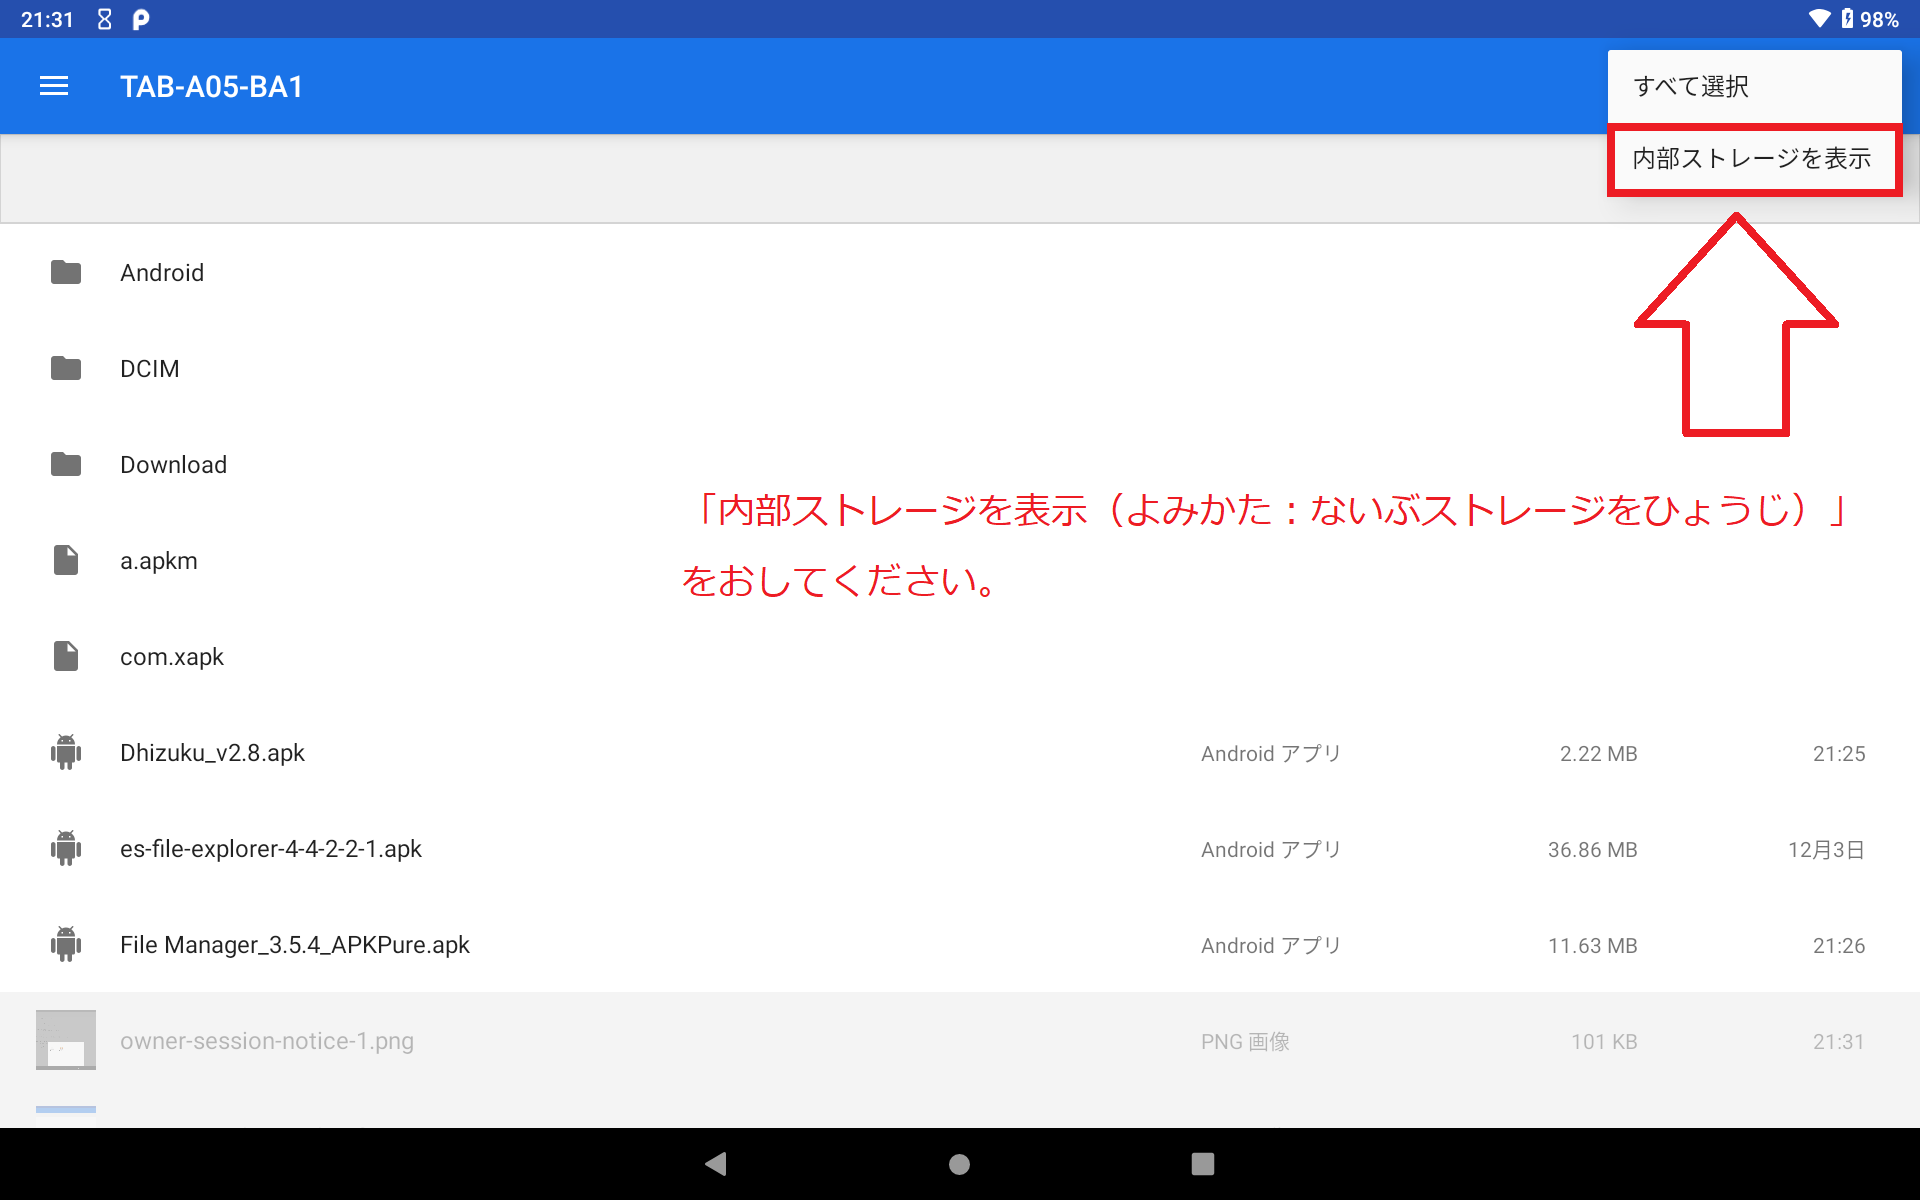 21:31
98%
TAB-A05-BA1
すべて選択
内部ストレージを表示
Android
DCIM
Download
「内部ストレージを表示（よみかた：ないぶストレージをひょうじ）」
をおしてください。
a.apkm
com.xapk
Dhizuku_v2.8.apk Android アプリ 2.22 MB 21:25
es-file-explorer-4-4-2-2-1.apk Android アプリ 36.86 MB 12月3日
File Manager_3.5.4_APKPure.apk Android アプリ 11.63 MB 21:26
owner-session-notice-1.png PNG 画像 101 KB 21:31